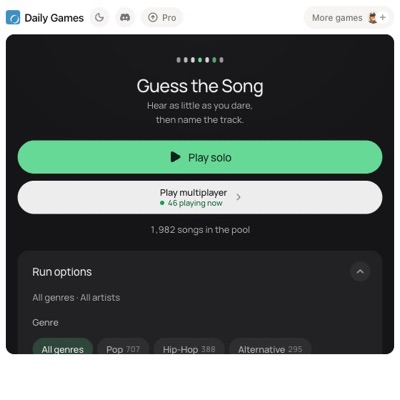 Daily Games
Pro
More games
Guess the Song
Hear as little as you dare,
then name the track.
Play solo
Play multiplayer
46 playing now
1,982 songs in the pool
Run options
All genres · All artists
Genre
All genres Pop 707 Hip-Hop 388 Alternative 295